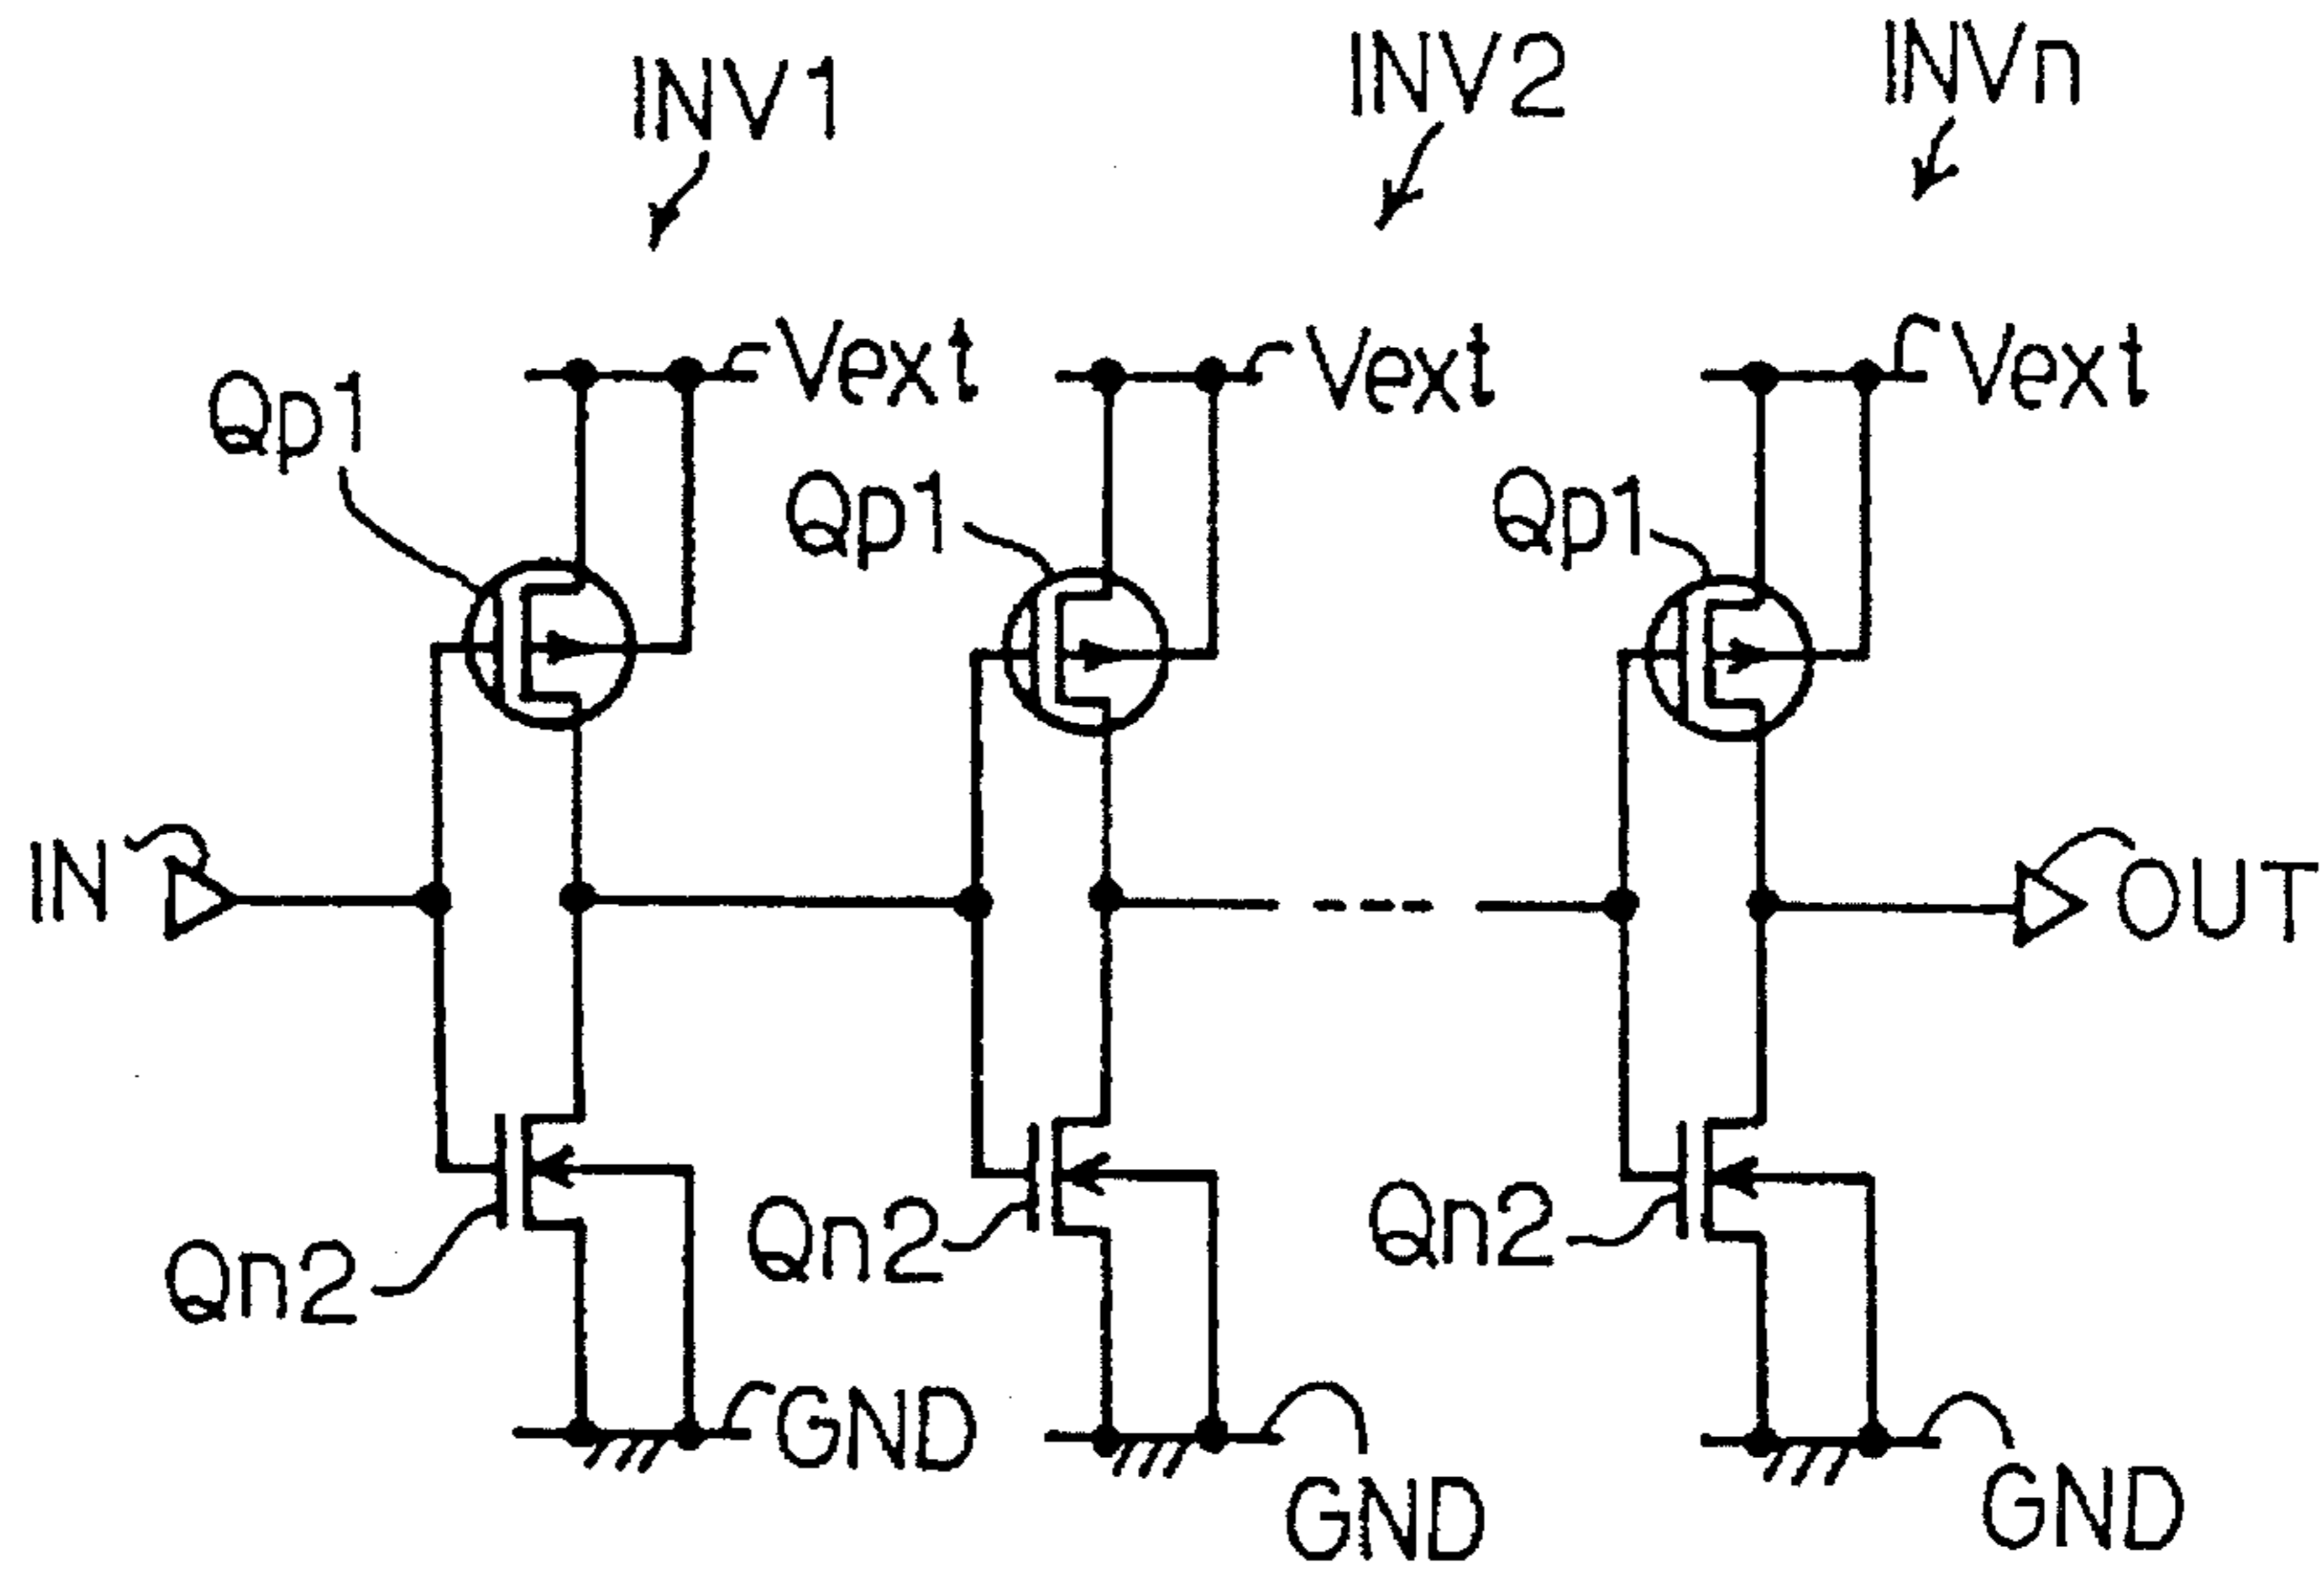 INV1
INV2
INVn
Vext
Vext
Vext
Qp1
Qp1
Qp1
IN
OUT
Qn2
Qn2
Qn2
GND
GND
GND